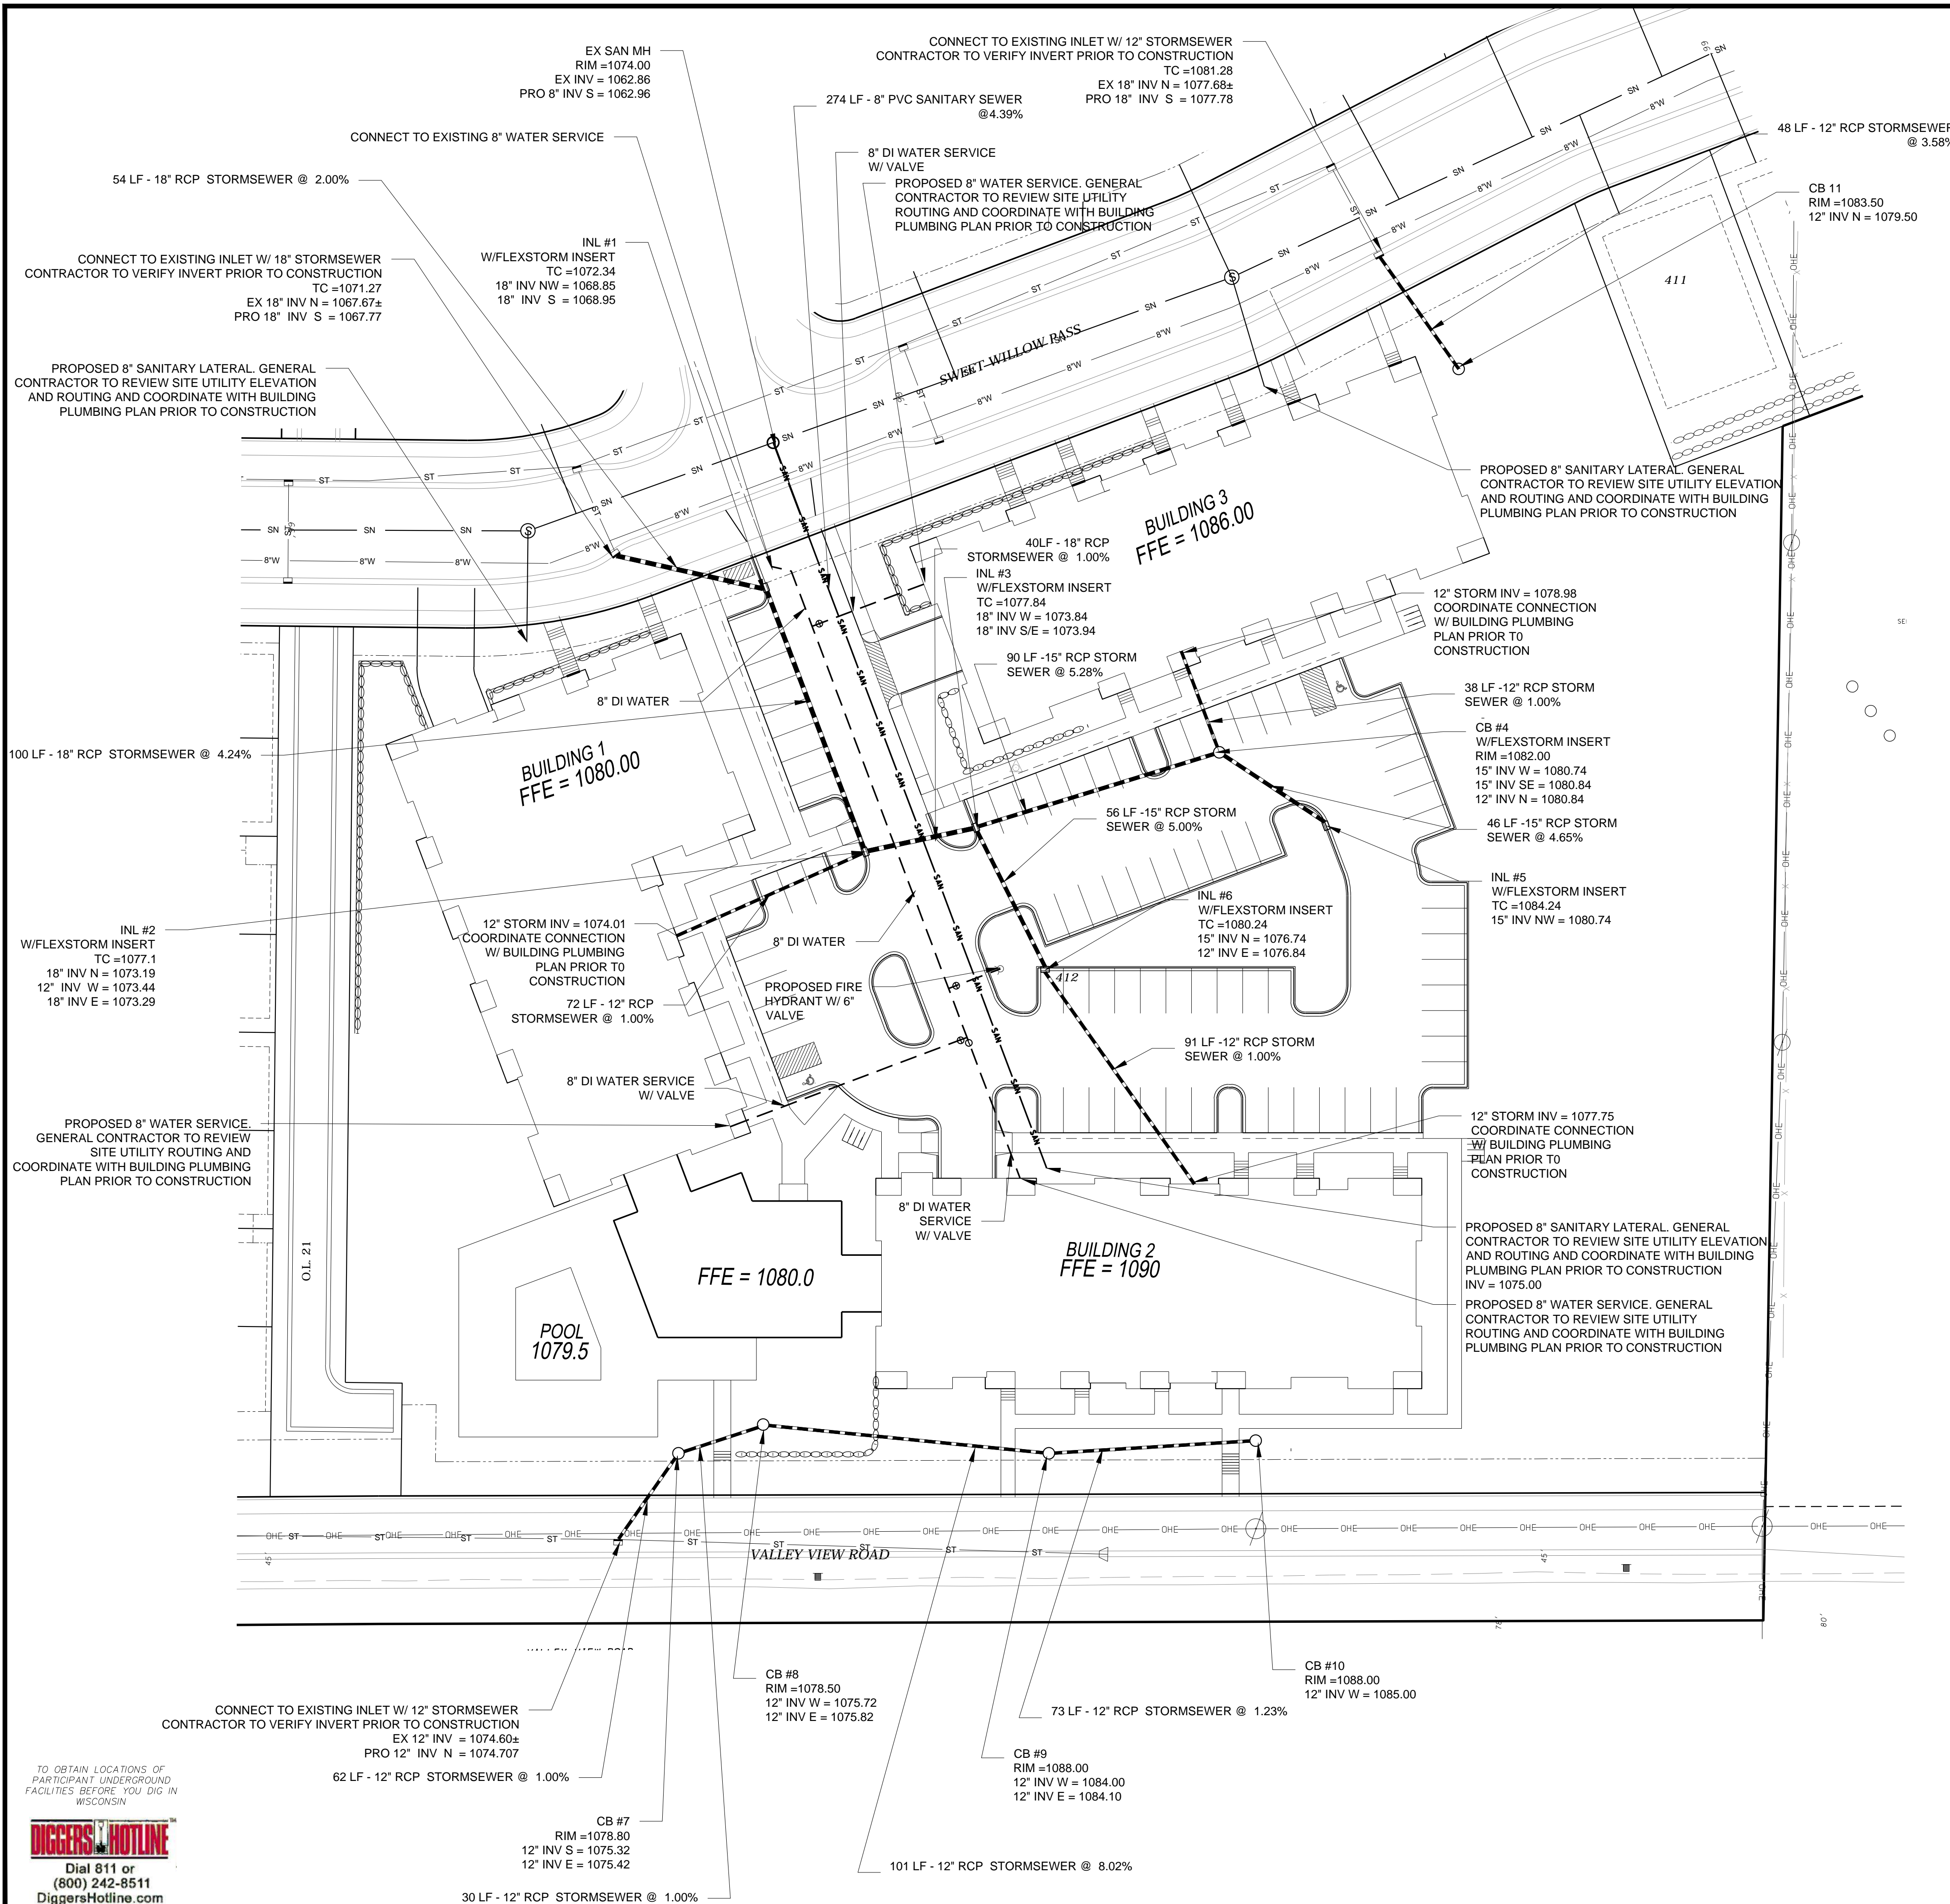 EX SAN MH
RIM =1074.00
EX INV = 1062.86
PRO 8" INV S = 1062.96
CONNECT TO EXISTING INLET W/ 12" STORMSEWER
CONTRACTOR TO VERIFY INVERT PRIOR TO CONSTRUCTION
TC =1081.28
EX 18" INV N = 1077.68±
PRO 18" INV S = 1077.78
274 LF - 8" PVC SANITARY SEWER
@4.39%
CONNECT TO EXISTING 8" WATER SERVICE
8" DI WATER SERVICE
W/ VALVE
48 LF - 12" RCP STORMSEWER
@ 3.58%
54 LF - 18" RCP STORMSEWER @ 2.00%
PROPOSED 8" WATER SERVICE. GENERAL
CONTRACTOR TO REVIEW SITE UTILITY
ROUTING AND COORDINATE WITH BUILDING
PLUMBING PLAN PRIOR TO CONSTRUCTION
CB 11
RIM =1083.50
12" INV N = 1079.50
INL #1
W/FLEXSTORM INSERT
TC =1072.34
18" INV NW = 1068.85
18" INV S = 1068.95
CONNECT TO EXISTING INLET W/ 18" STORMSEWER
CONTRACTOR TO VERIFY INVERT PRIOR TO CONSTRUCTION
TC =1071.27
EX 18" INV N = 1067.67±
PRO 18" INV S = 1067.77
411
SWEET WILLOW PASS
PROPOSED 8" SANITARY LATERAL. GENERAL
CONTRACTOR TO REVIEW SITE UTILITY ELEVATION
AND ROUTING AND COORDINATE WITH BUILDING
PLUMBING PLAN PRIOR TO CONSTRUCTION
PROPOSED 8" SANITARY LATERAL. GENERAL
CONTRACTOR TO REVIEW SITE UTILITY ELEVATION
AND ROUTING AND COORDINATE WITH BUILDING
PLUMBING PLAN PRIOR TO CONSTRUCTION
BUILDING 3
FFE = 1086.00
40LF - 18" RCP
STORMSEWER @ 1.00%
INL #3
W/FLEXSTORM INSERT
TC =1077.84
18" INV W = 1073.84
18" INV S/E = 1073.94
12" STORM INV = 1078.98
COORDINATE CONNECTION
W/ BUILDING PLUMBING
PLAN PRIOR T0
CONSTRUCTION
90 LF -15" RCP STORM
SEWER @ 5.28%
8" DI WATER
38 LF -12" RCP STORM
SEWER @ 1.00%
CB #4
W/FLEXSTORM INSERT
RIM =1082.00
15" INV W = 1080.74
15" INV SE = 1080.84
12" INV N = 1080.84
100 LF - 18" RCP STORMSEWER @ 4.24%
BUILDING 1
FFE = 1080.00
56 LF -15" RCP STORM
SEWER @ 5.00%
46 LF -15" RCP STORM
SEWER @ 4.65%
INL #5
W/FLEXSTORM INSERT
TC =1084.24
15" INV NW = 1080.74
INL #6
W/FLEXSTORM INSERT
TC =1080.24
15" INV N = 1076.74
12" INV E = 1076.84
INL #2
W/FLEXSTORM INSERT
TC =1077.1
18" INV N = 1073.19
12" INV W = 1073.44
18" INV E = 1073.29
12" STORM INV = 1074.01
COORDINATE CONNECTION
W/ BUILDING PLUMBING
PLAN PRIOR T0
CONSTRUCTION
8" DI WATER
412
PROPOSED FIRE
HYDRANT W/ 6"
VALVE
72 LF - 12" RCP
STORMSEWER @ 1.00%
91 LF -12" RCP STORM
SEWER @ 1.00%
8" DI WATER SERVICE
W/ VALVE
PROPOSED 8" WATER SERVICE.
GENERAL CONTRACTOR TO REVIEW
SITE UTILITY ROUTING AND
COORDINATE WITH BUILDING PLUMBING
PLAN PRIOR TO CONSTRUCTION
12" STORM INV = 1077.75
COORDINATE CONNECTION
W/ BUILDING PLUMBING
PLAN PRIOR T0
CONSTRUCTION
8" DI WATER
SERVICE
W/ VALVE
PROPOSED 8" SANITARY LATERAL. GENERAL
CONTRACTOR TO REVIEW SITE UTILITY ELEVATION
AND ROUTING AND COORDINATE WITH BUILDING
PLUMBING PLAN PRIOR TO CONSTRUCTION
INV = 1075.00
PROPOSED 8" WATER SERVICE. GENERAL
CONTRACTOR TO REVIEW SITE UTILITY
ROUTING AND COORDINATE WITH BUILDING
PLUMBING PLAN PRIOR TO CONSTRUCTION
O.L. 21
FFE = 1080.0
BUILDING 2
FFE = 1090
POOL
1079.5
VALLEY VIEW ROAD
45'
45'
78'
80'
CB #8
RIM =1078.50
12" INV W = 1075.72
12" INV E = 1075.82
CB #10
RIM =1088.00
12" INV W = 1085.00
73 LF - 12" RCP STORMSEWER @ 1.23%
CONNECT TO EXISTING INLET W/ 12" STORMSEWER
CONTRACTOR TO VERIFY INVERT PRIOR TO CONSTRUCTION
EX 12" INV = 1074.60±
PRO 12" INV N = 1074.707
CB #9
RIM =1088.00
12" INV W = 1084.00
12" INV E = 1084.10
62 LF - 12" RCP STORMSEWER @ 1.00%
CB #7
RIM =1078.80
12" INV S = 1075.32
12" INV E = 1075.42
101 LF - 12" RCP STORMSEWER @ 8.02%
30 LF - 12" RCP STORMSEWER @ 1.00%
TO OBTAIN LOCATIONS OF
PARTICIPANT UNDERGROUND
FACILITIES BEFORE YOU DIG IN
WISCONSIN
DIGGERS HOTLINE
Dial 811 or
(800) 242-8511
DiggersHotline.com